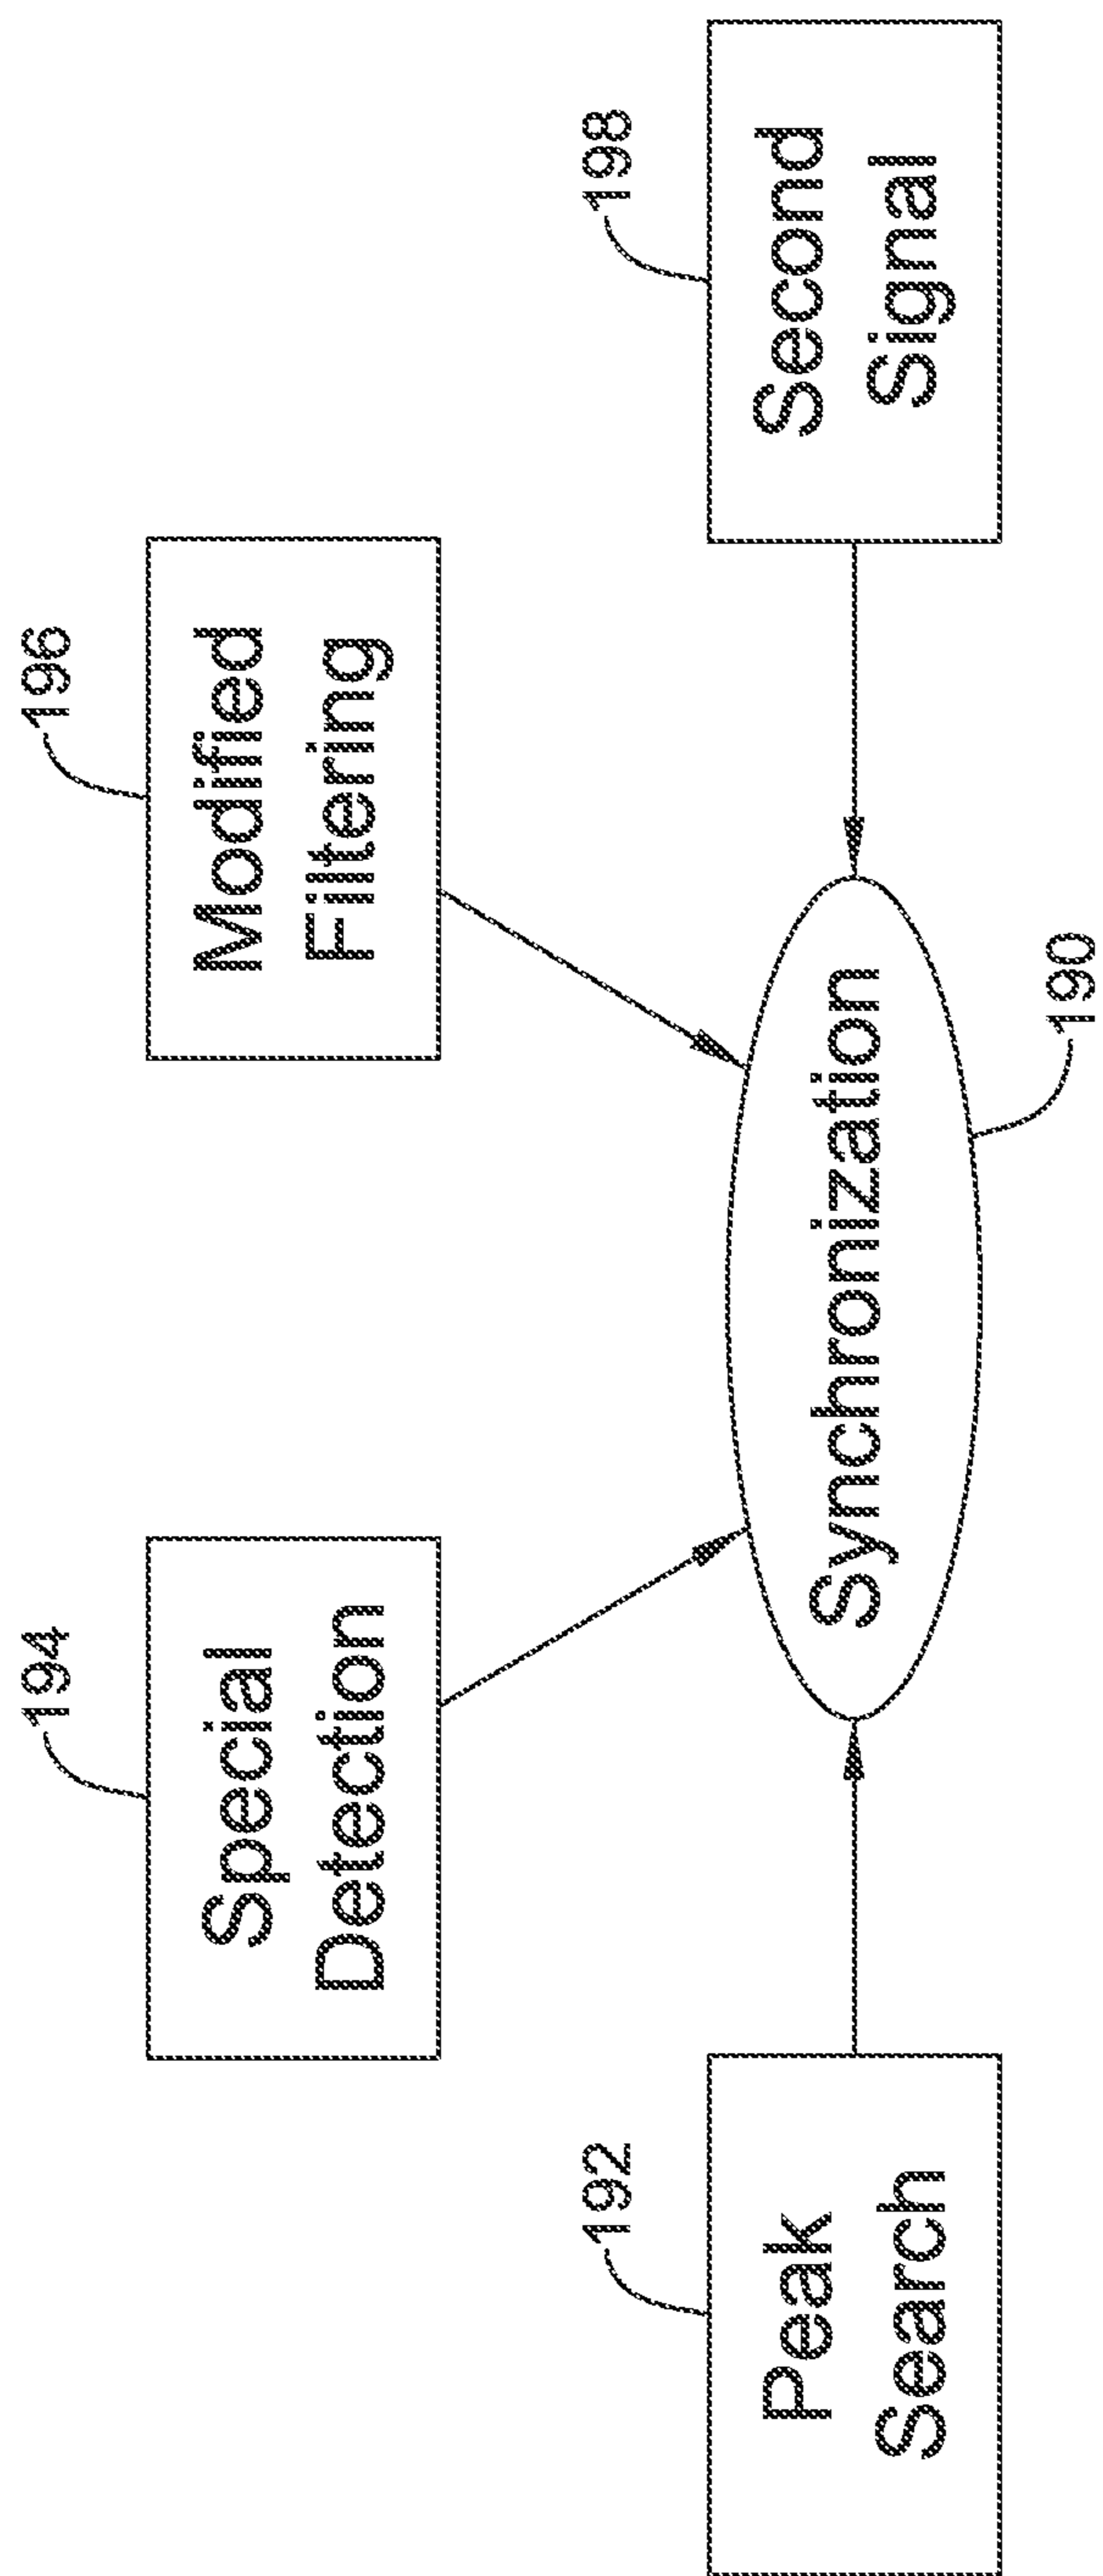 194
Special
Detection
196
Modified
Filtering
192
Peak
Search
Synchronization
190
198
Second
Signal